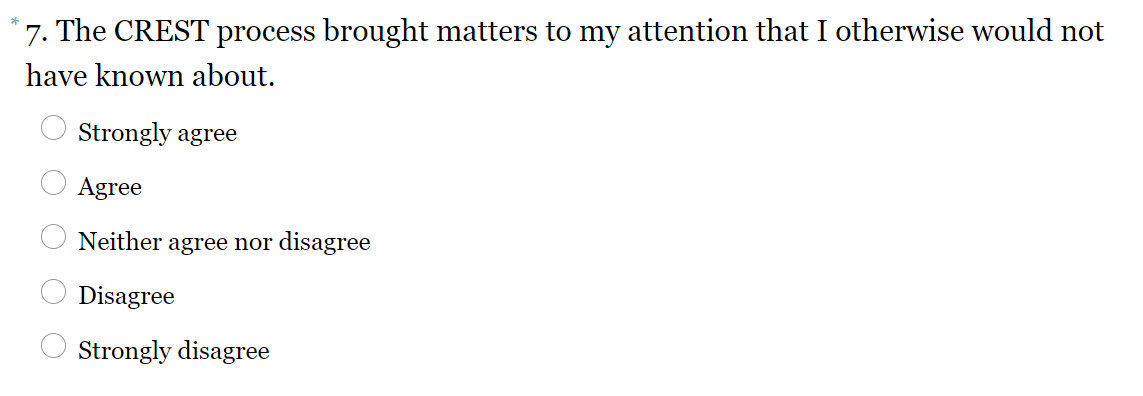 * 7. The CREST process brought matters to my attention that I otherwise would not
have known about.
Strongly agree
Agree
Neither agree nor disagree
Disagree
Strongly disagree